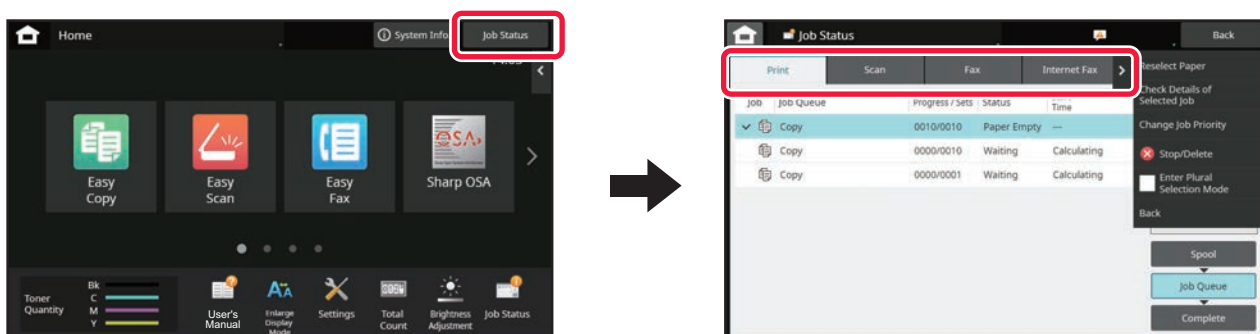 Home
System Info
Job Status
Easy
Copy
Easy
Scan
Easy
Fax
OSA
Sharp OSA
Toner
Quantity
Bk
C
M
Y
User's
Manual
Enlarge
Display
Mode
Settings
Total
Count
Brightness
Adjustment
Job Status
Job Status
Back
Print
Scan
Fax
Internet Fax
Reselect Paper
Check Details of
Selected Job
Change Job Priority
Stop/Delete
Enter Plural
Selection Mode
Back
Job
Job Queue
Progress / Sets
Status
Time
Copy
0010/0010
Paper Empty
---
Copy
0000/0010
Waiting
Calculating
Copy
0000/0001
Waiting
Calculating
Spool
Job Queue
Complete